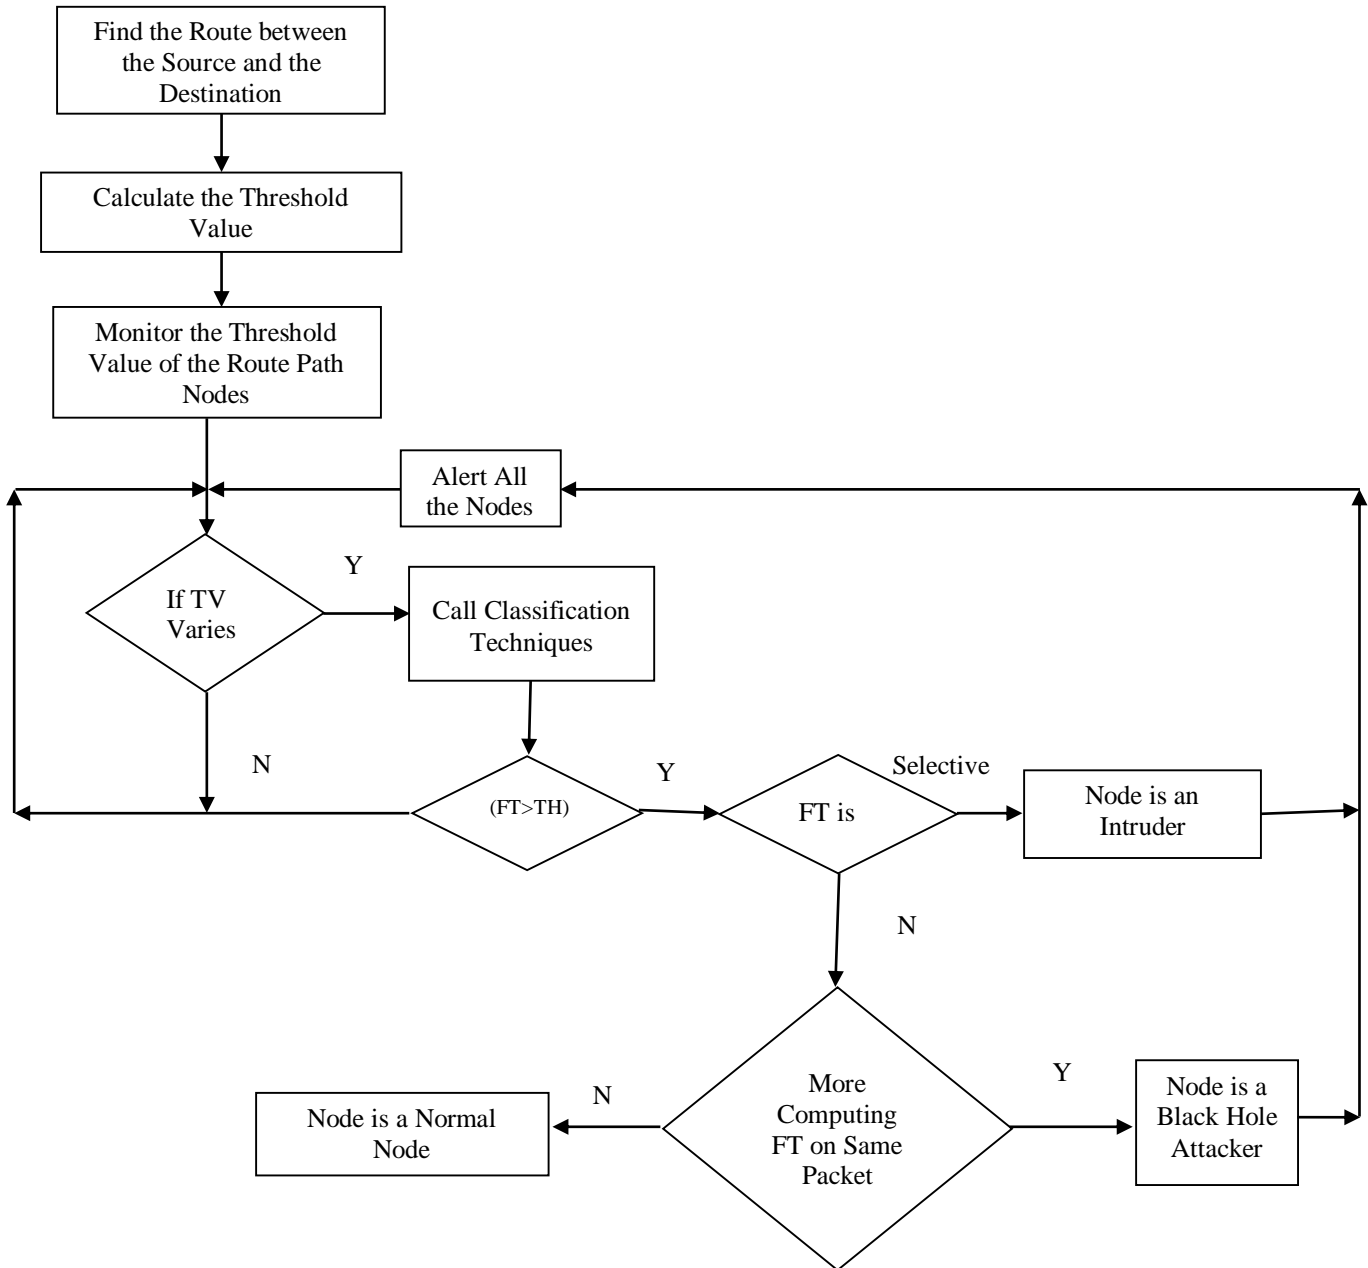 Find the Route between
the Source and the
Destination
Calculate the Threshold
Value
Monitor the Threshold
Value of the Route Path
Nodes
Alert All
the Nodes
If TV
Varies
Y
Call Classification
Techniques
N
(FT>TH)
Y
FT is
Selective
Node is an
Intruder
N
More
Computing
FT on Same
Packet
N
Node is a Normal
Node
Y
Node is a
Black Hole
Attacker